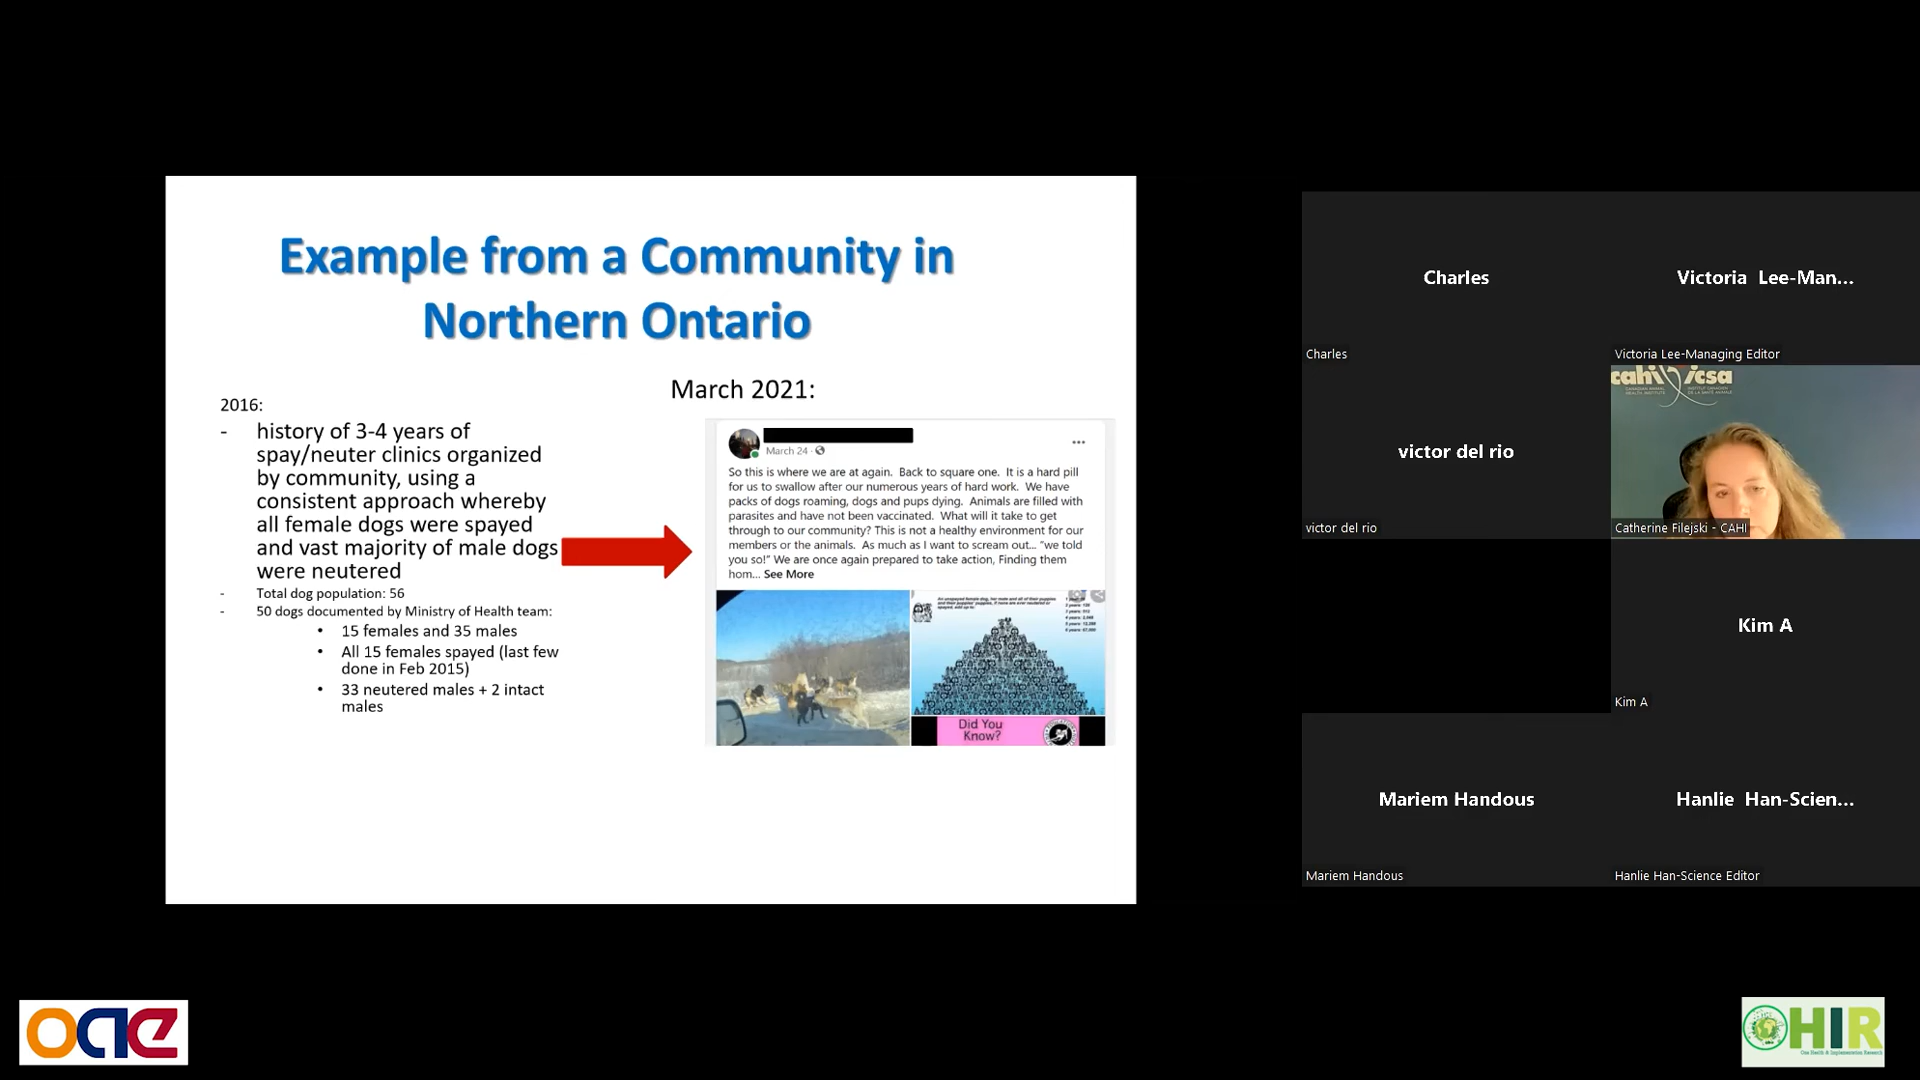 Example from a Community in
Northern Ontario
March 2021:
2016:
- history of 3-4 years of
spay/neuter clinics organized
by community, using a
consistent approach whereby
all female dogs were spayed
and vast majority of male dogs
were neutered
- Total dog population: 56
- 50 dogs documented by Ministry of Health team:
• 15 females and 35 males
• All 15 females spayed (last few
done in Feb 2015)
• 33 neutered males + 2 intact
males
March 24
So this is where we are at again. Back to square one. It is a hard pill
for us to swallow after our numerous years of hard work. We have
packs of dogs roaming, dogs and pups dying. Animals are filled with
parasites and have not been vaccinated. What will it take to get
through to our community? This is not a healthy environment for our
members or the animals. As much as I want to scream out... "we told
you so!" We are once again prepared to take action, Finding them
hom... See More
Did You
Know?
Charles
Charles
Victoria Lee-Man...
Victoria Lee-Managing Editor
victor del rio
victor del rio
cahi icsa
Catherine Filejski - CAHI
Kim A
Kim A
Mariem Handous
Mariem Handous
Hanlie Han-Scien...
Hanlie Han-Science Editor
oae
OHIR
One Health & Implementation Research